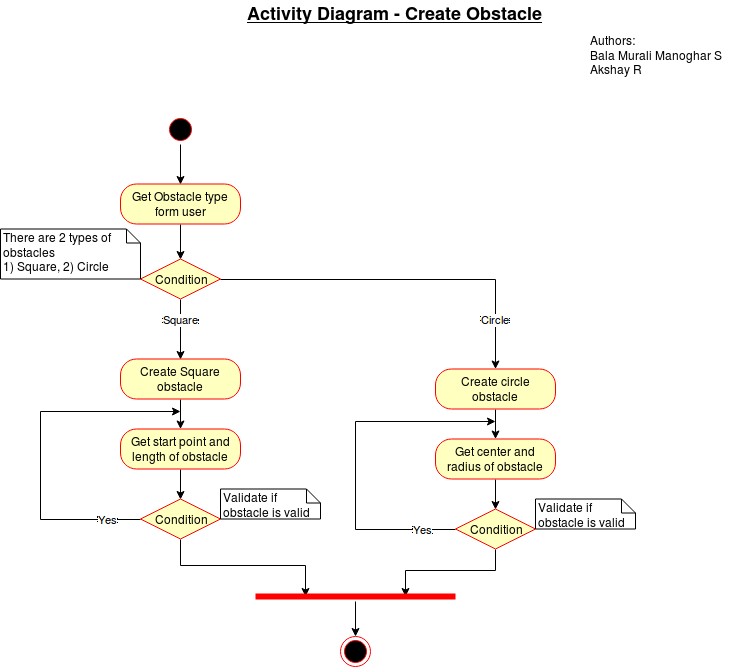 Activity Diagram - Create Obstacle
Authors:
Bala Murali Manoghar S
Akshay R
Get Obstacle type
form user
There are 2 types of
obstacles
1) Square, 2) Circle
Condition
Square
Circle
Create Square
obstacle
Create circle
obstacle
Get start point and
length of obstacle
Get center and
radius of obstacle
Validate if
obstacle is valid
Condition
Yes
Validate if
obstacle is valid
Condition
Yes